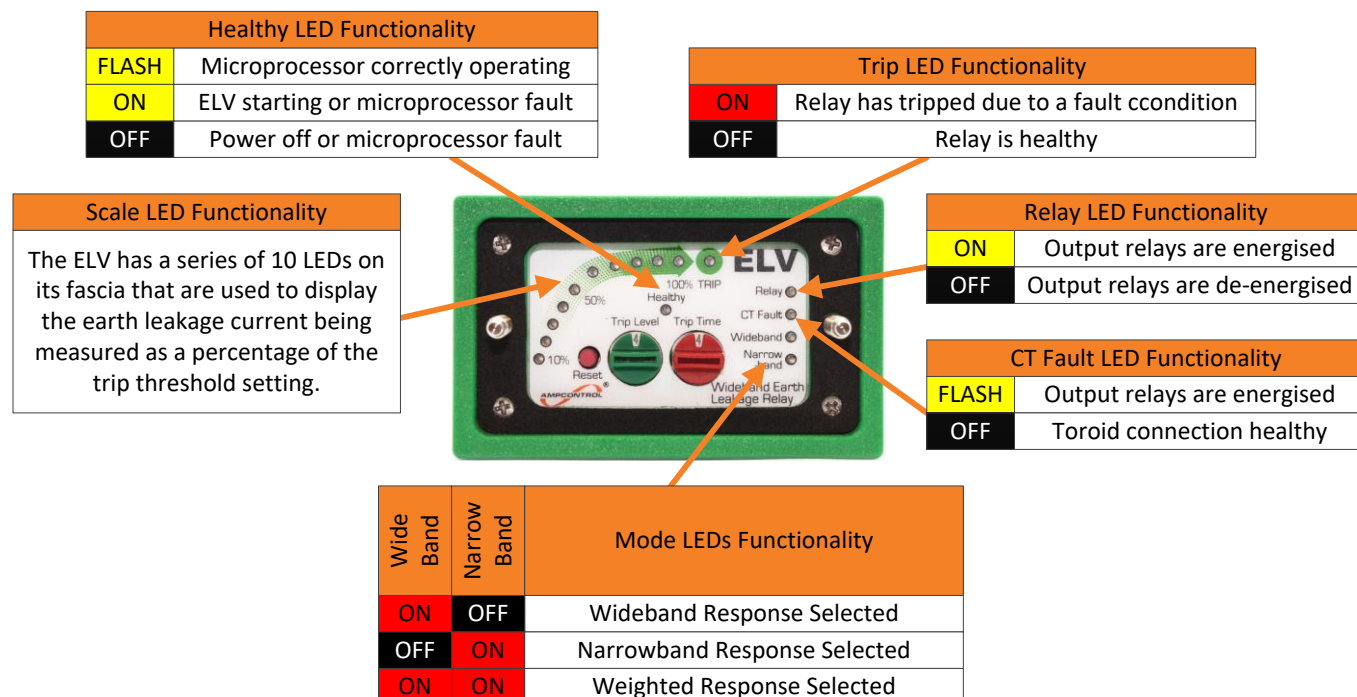 Healthy LED Functionality
FLASH Microprocessor correctly operating
ON ELV starting or microprocessor fault
OFF Power off or microprocessor fault
Trip LED Functionality
ON Relay has tripped due to a fault ccondition
OFF Relay is healthy
Scale LED Functionality
The ELV has a series of 10 LEDs on
its fascia that are used to display
the earth leakage current being
measured as a percentage of the
trip threshold setting.
ELV
100% TRIP
50%
Healthy
Relay
CT Fault
Trip Level Trip Time
4 4
Wideband
10%
Narrow
band
Reset
AMPCONTROL®
Wideband Earth
Leakage Relay
Relay LED Functionality
ON Output relays are energised
OFF Output relays are de-energised
CT Fault LED Functionality
FLASH Output relays are energised
OFF Toroid connection healthy
Wide
Band
Narrow
Band
Mode LEDs Functionality
ON OFF Wideband Response Selected
OFF ON Narrowband Response Selected
ON ON Weighted Response Selected